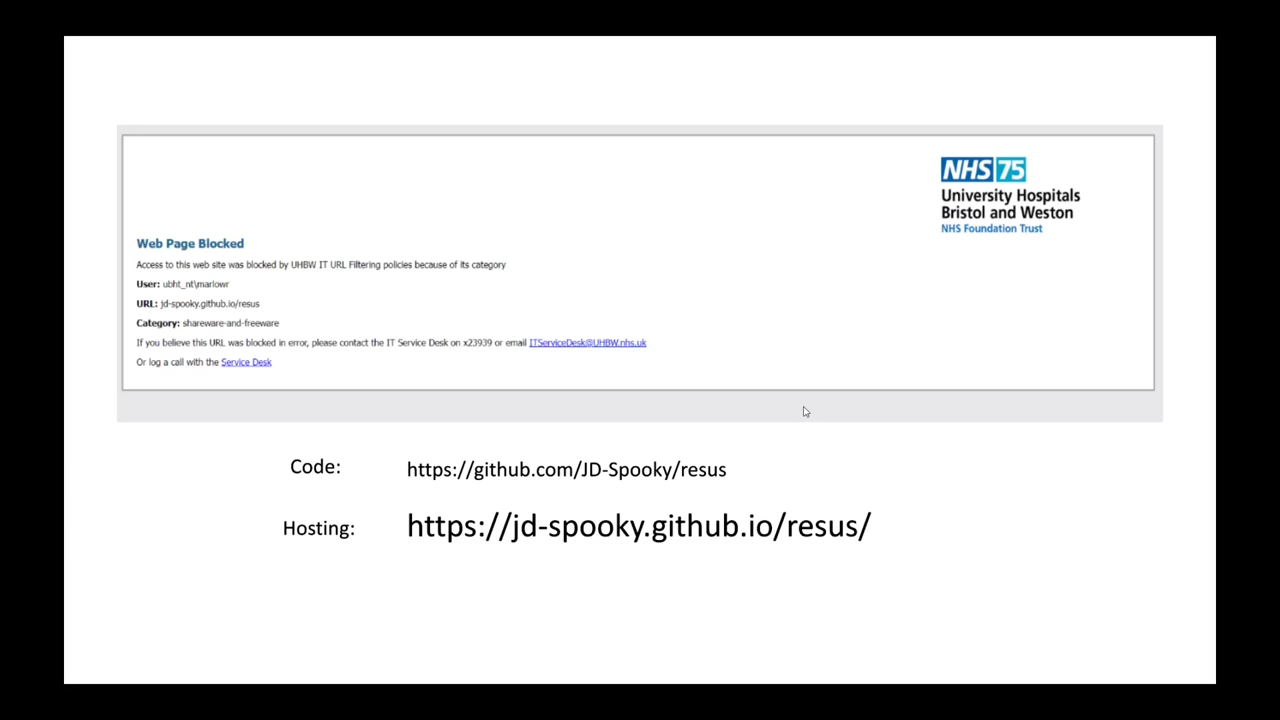 NHS 75
University Hospitals
Bristol and Weston
NHS Foundation Trust
Web Page Blocked
Access to this web site was blocked by UHBW IT URL Filtering policies because of its category
User: ubht_nt\marlowr
URL: jd-spooky.github.io/resus
Category: shareware-and-freeware
If you believe this URL was blocked in error, please contact the IT Service Desk on x23939 or email ITServiceDesk@UHBW.nhs.uk
Or log a call with the Service Desk
Code: https://github.com/JD-Spooky/resus
Hosting: https://jd-spooky.github.io/resus/